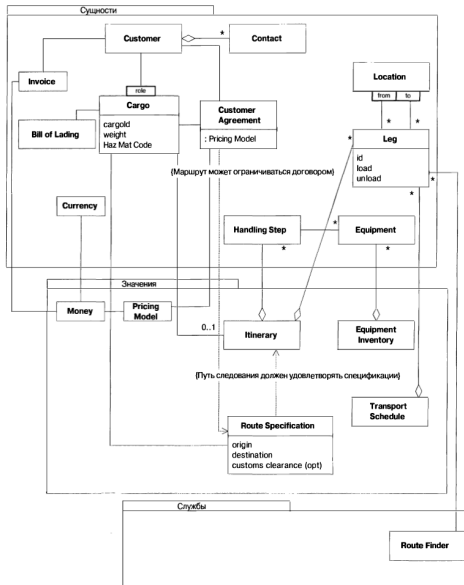 Сущности
Customer
*
Contact
Invoice
Location
role
from
to
Cargo
cargoId
weight
Haz Mat Code
Bill of Lading
Customer
Agreement
: Pricing Model
*
*
*
Leg
id
load
unload
*
*
{Маршрут может ограничиваться договором}
Currency
Handling Step
*
*
Equipment
*
Значения
Money
Pricing
Model
0..1
Itinerary
Equipment
Inventory
{Путь следования должен удовлетворять спецификации}
Transport
Schedule
Route Specification
origin
destination
customs clearance (opt)
Службы
Route Finder